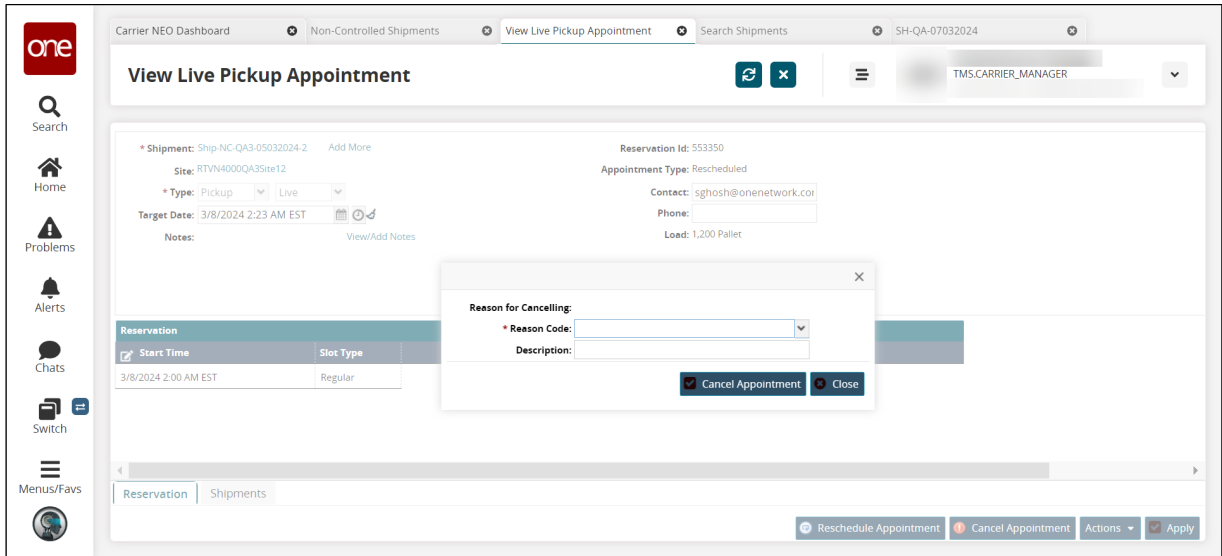 one
Search
Home
Problems
Alerts
Chats
Switch
Menus/Favs
Carrier NEO Dashboard
Non-Controlled Shipments
View Live Pickup Appointment
Search Shipments
SH-QA-07032024
View Live Pickup Appointment
TMS.CARRIER_MANAGER
* Shipment: Ship-NC-QA3-05032024-2 Add More
Site: RTVN4000QA3Site12
* Type: Pickup Live
Target Date: 3/8/2024 2:23 AM EST
Notes: View/Add Notes
Reservation Id: 553350
Appointment Type: Rescheduled
Contact: sghosh@onenetwork.cor
Phone:
Load: 1,200 Pallet
Reservation
Start Time Slot Type
3/8/2024 2:00 AM EST Regular
Reason for Cancelling:
* Reason Code:
Description:
Cancel Appointment Close
Reservation Shipments
Reschedule Appointment Cancel Appointment Actions Apply